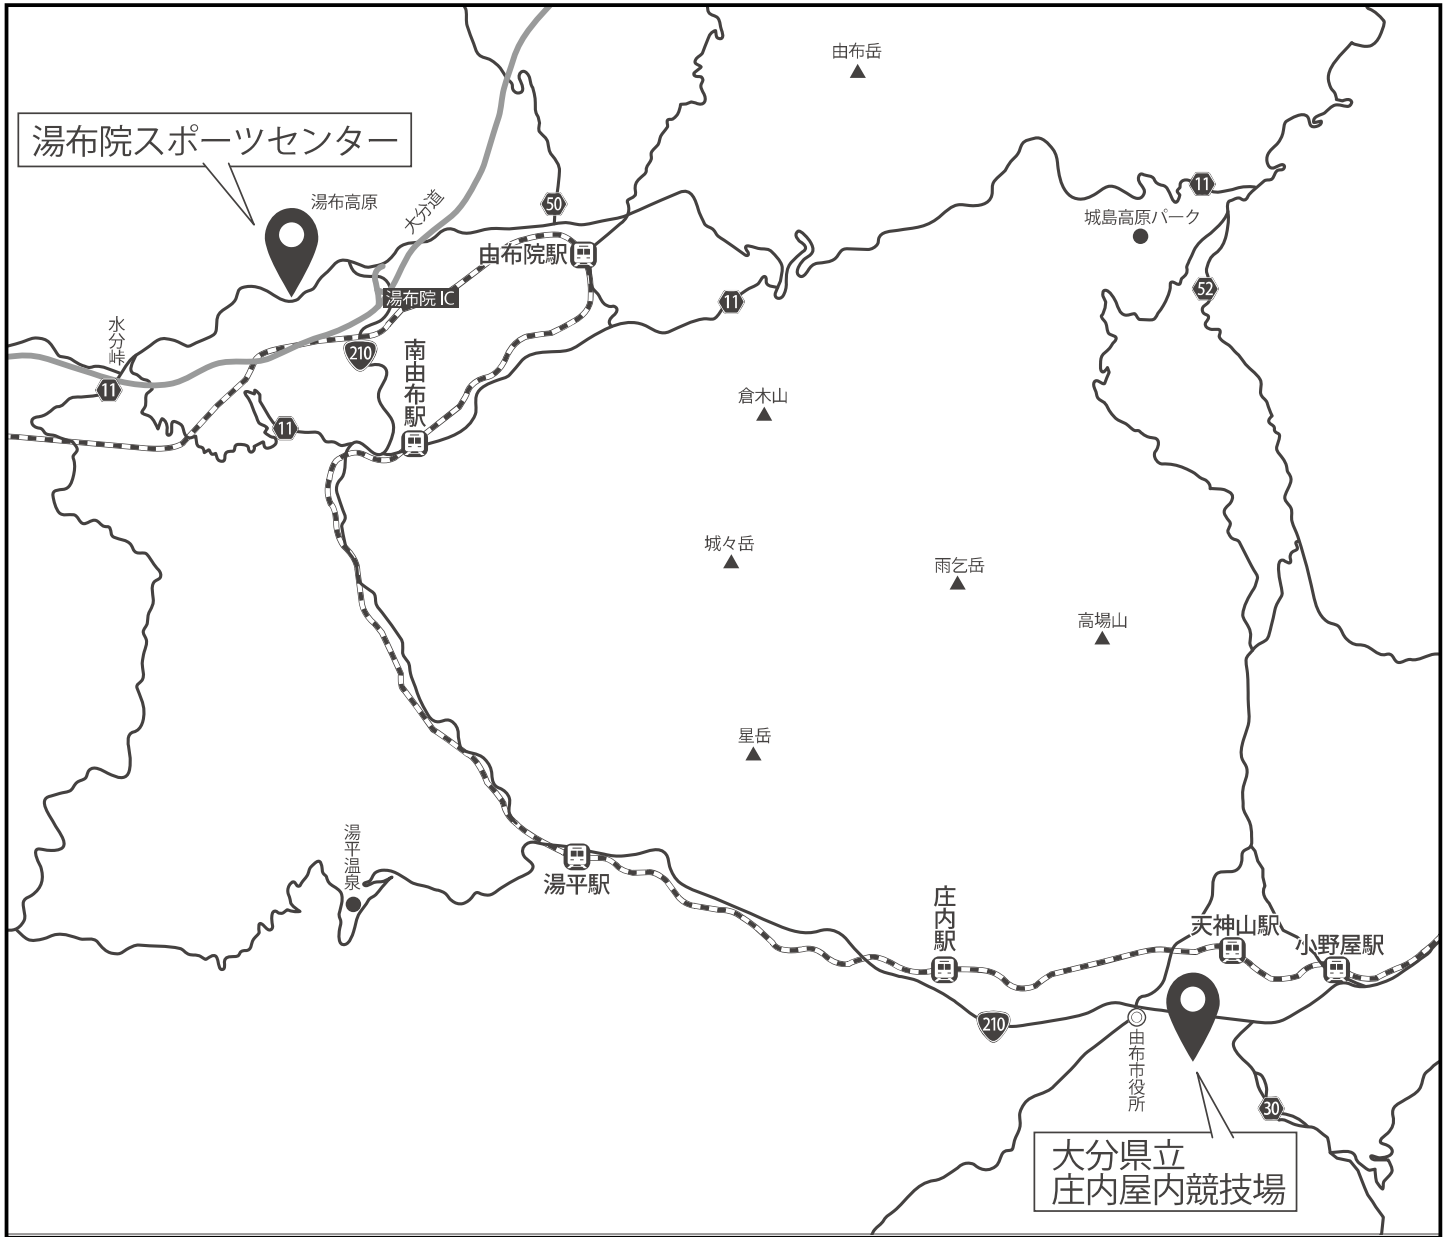 由布岳
湯布院スポーツセンター
湯布高原
大分道
50
11
城島高原パーク
由布院駅
湯布院 IC
11
52
水分峠
210
南由布駅
11
11
倉木山
城々岳
雨乞岳
高場山
星岳
湯平温泉
湯平駅
庄内駅
天神山駅
小野屋駅
210
由布市役所
30
大分県立
庄内屋内競技場